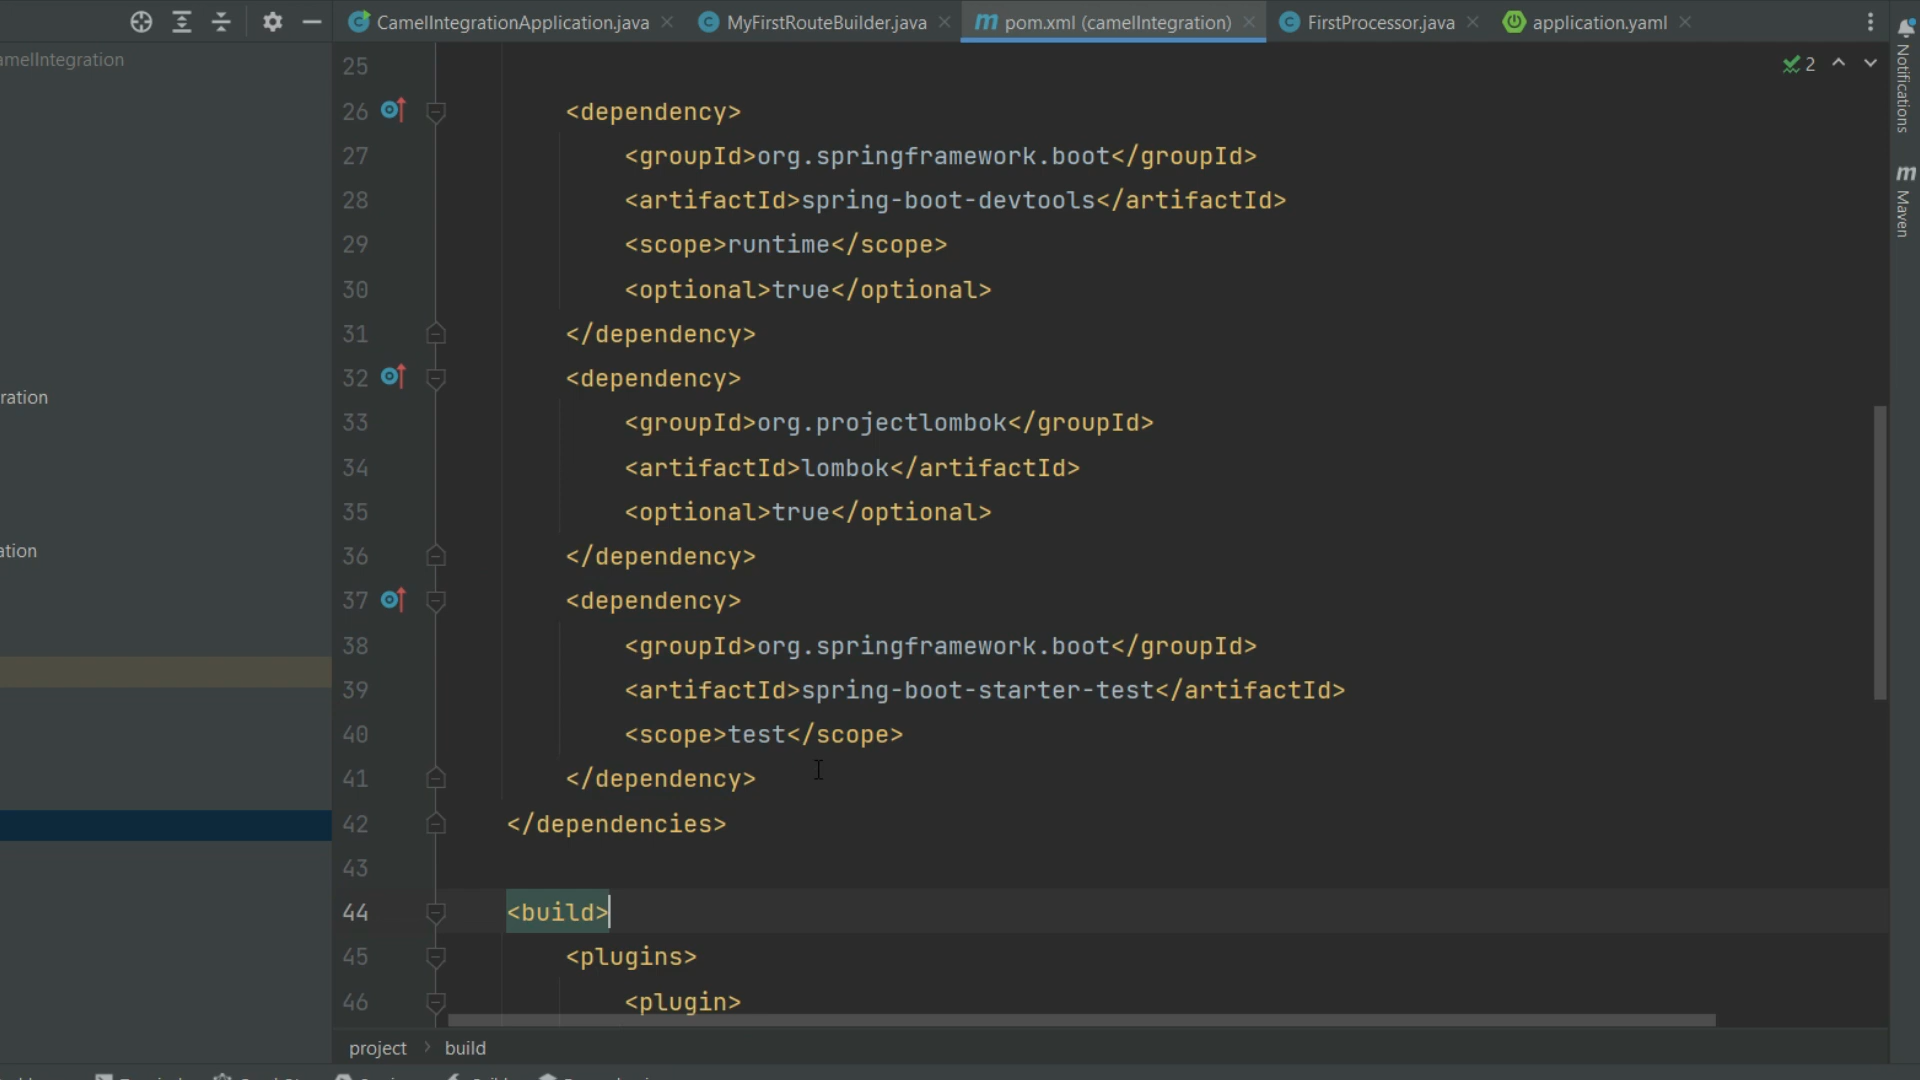 CamelIntegrationApplication.java
MyFirstRouteBuilder.java
pom.xml (camelIntegration)
FirstProcessor.java
application.yaml
amelIntegration
ration
ation
2
25
26 <dependency>
27 <groupId>org.springframework.boot</groupId>
28 <artifactId>spring-boot-devtools</artifactId>
29 <scope>runtime</scope>
30 <optional>true</optional>
31 </dependency>
32 <dependency>
33 <groupId>org.projectlombok</groupId>
34 <artifactId>lombok</artifactId>
35 <optional>true</optional>
36 </dependency>
37 <dependency>
38 <groupId>org.springframework.boot</groupId>
39 <artifactId>spring-boot-starter-test</artifactId>
40 <scope>test</scope>
41 </dependency>
42 </dependencies>
43
44 <build>
45 <plugins>
46 <plugin>
Notifications
m Maven
project > build